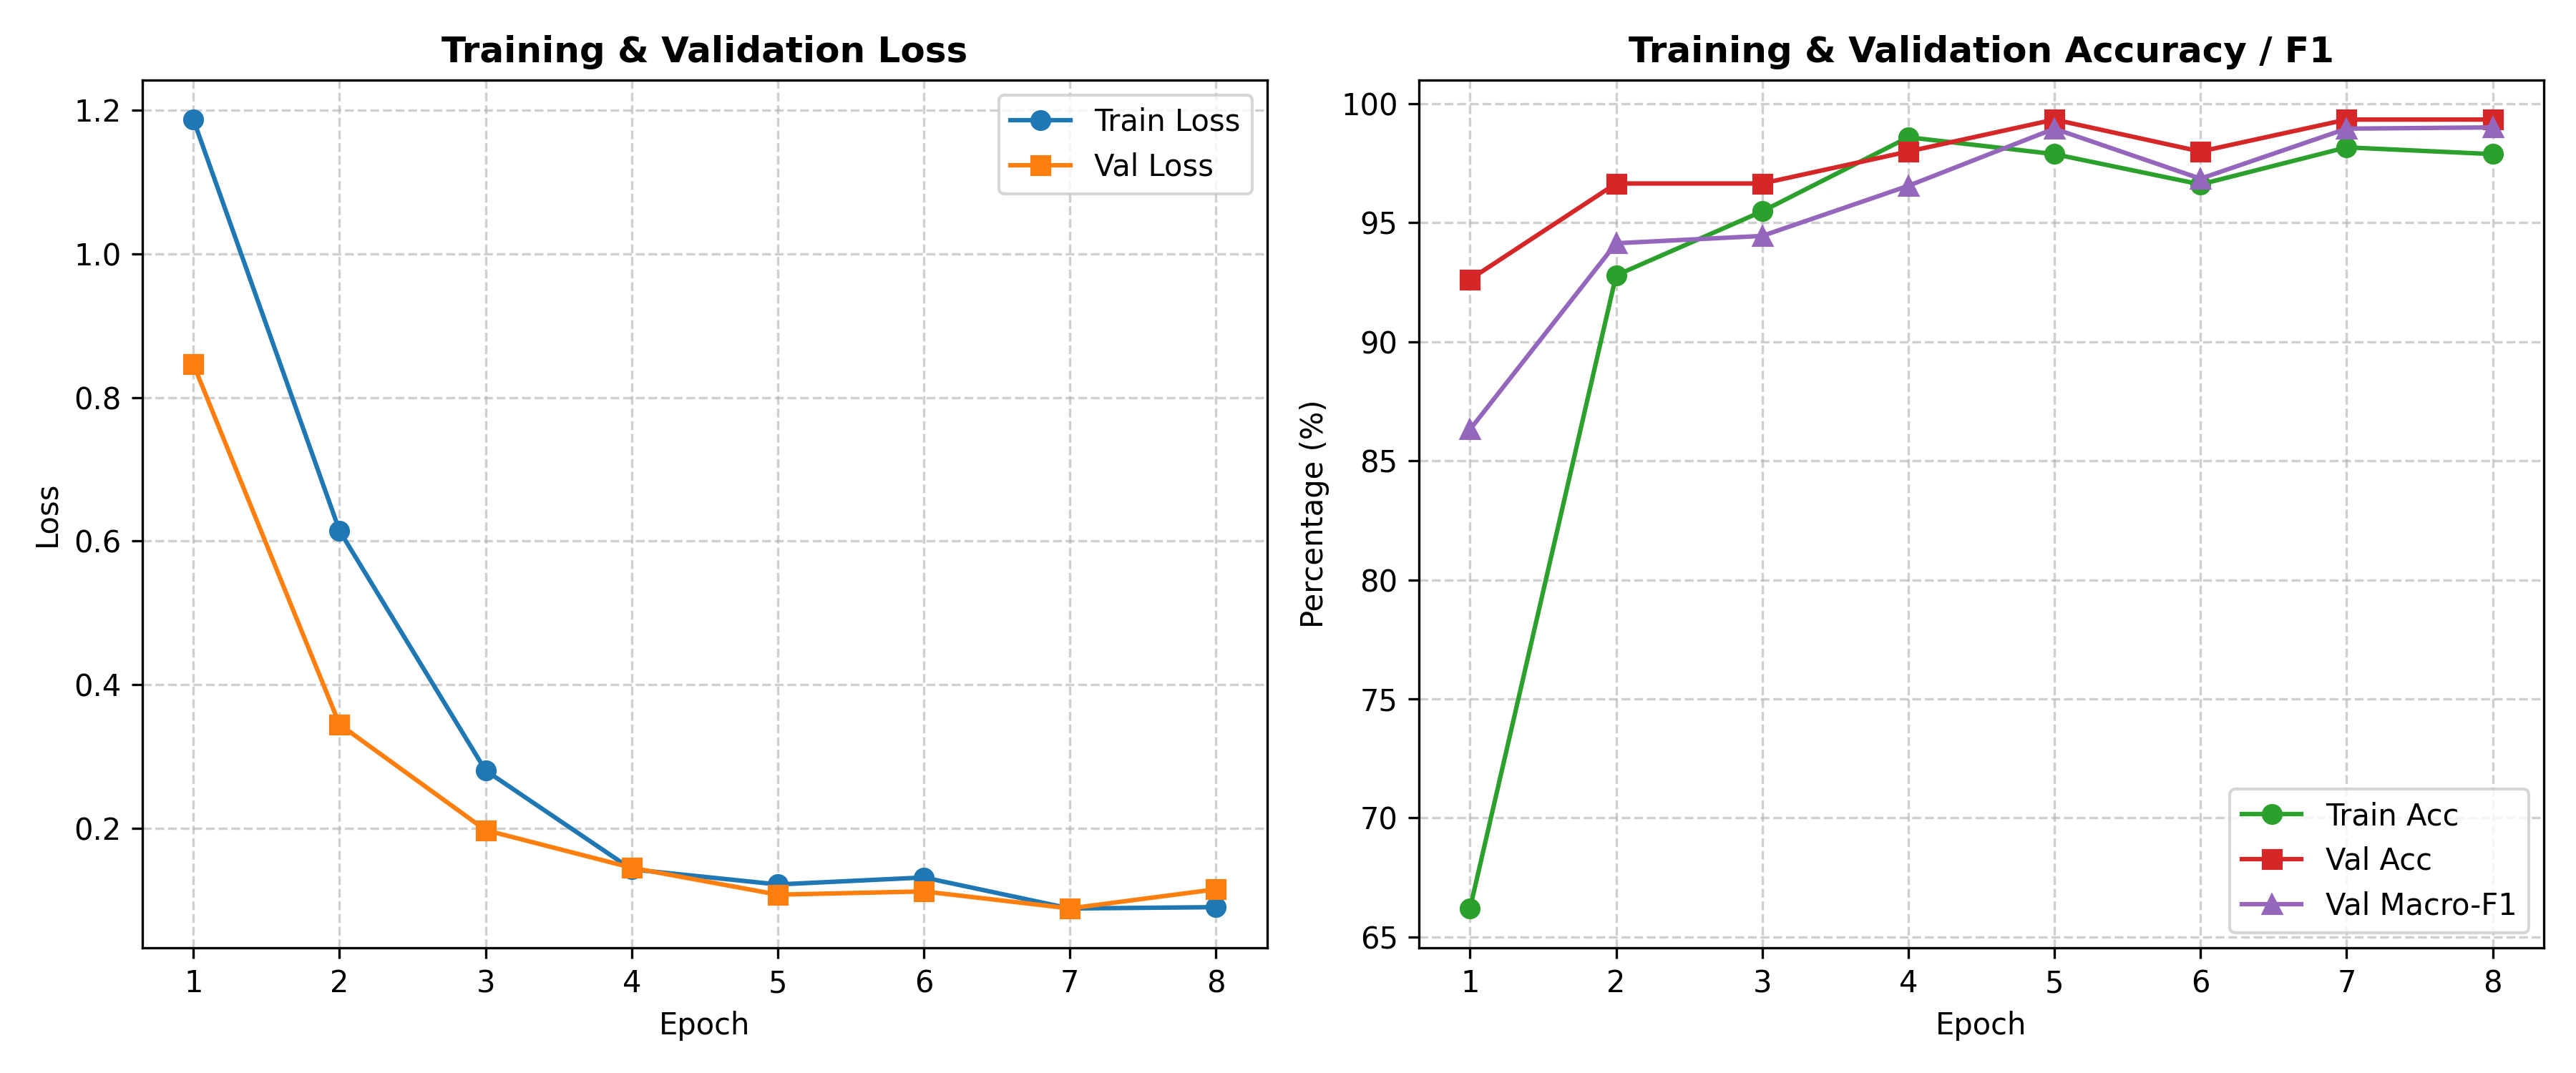 Training & Validation Loss
1.2
1.0
0.8
0.6
0.4
0.2
Loss
Train Loss
Val Loss
1 2 3 4 5 6 7 8
Epoch
Training & Validation Accuracy / F1
100
95
90
85
80
75
70
65
Percentage (%)
Train Acc
Val Acc
Val Macro-F1
1 2 3 4 5 6 7 8
Epoch